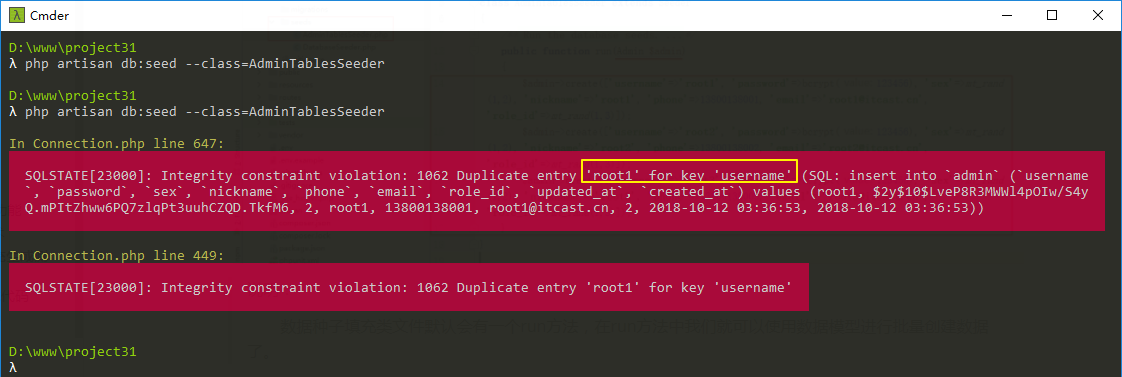 λ Cmder
D:\www\project31
λ php artisan db:seed --class=AdminTablesSeeder
D:\www\project31
λ php artisan db:seed --class=AdminTablesSeeder
In Connection.php line 647:
SQLSTATE[23000]: Integrity constraint violation: 1062 Duplicate entry 'root1' for key 'username' (SQL: insert into `admin` (`username
`, `password`, `sex`, `nickname`, `phone`, `email`, `role_id`, `updated_at`, `created_at`) values (root1, $2y$10$LveP8R3MWWl4pOIw/S4y
Q.mPItZhww6PQ7zlqPt3uuhCZQD.TkfM6, 2, root1, 13800138001, root1@itcast.cn, 2, 2018-10-12 03:36:53, 2018-10-12 03:36:53))
In Connection.php line 449:
SQLSTATE[23000]: Integrity constraint violation: 1062 Duplicate entry 'root1' for key 'username'
D:\www\project31
λ